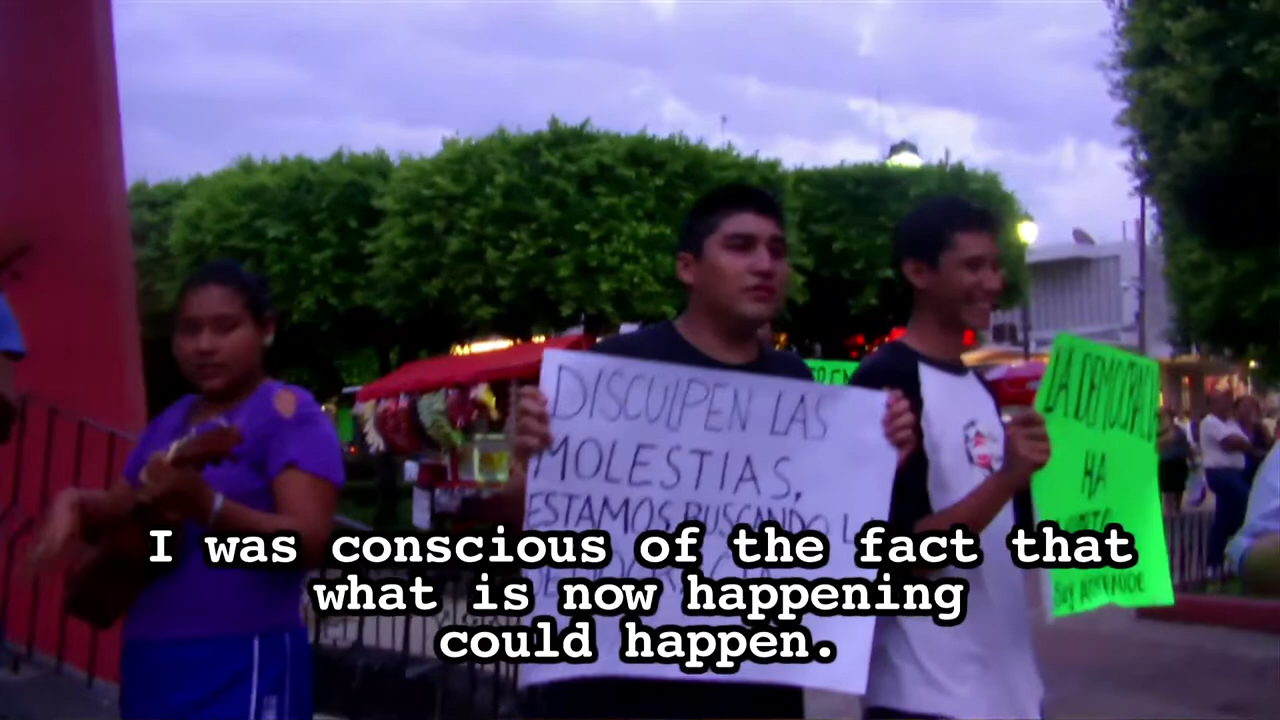 DISCULPEN LAS
MOLESTIAS,
ESTAMOS BUSCANDO
LA DEMOCRACIA
HA
HAY
I was conscious of the fact that
what is now happening
could happen.